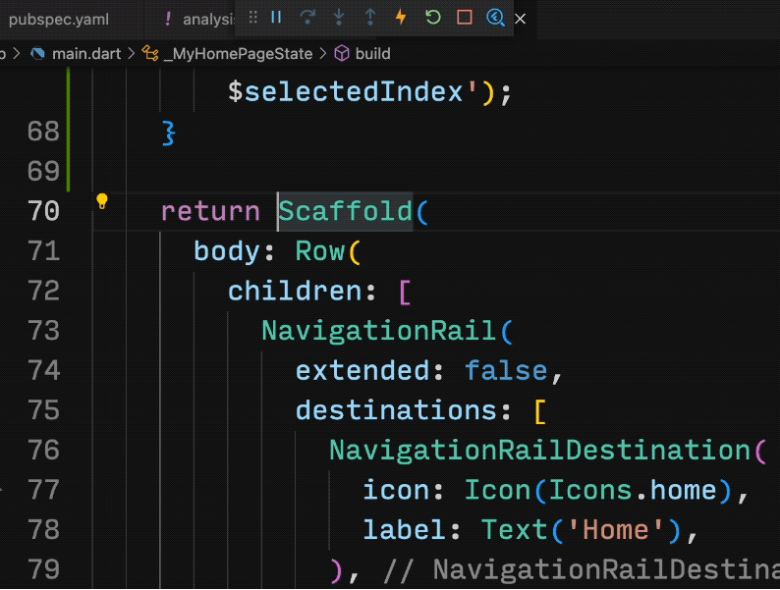 pubspec.yaml ! analysi
main.dart > _MyHomePageState > build
$selectedIndex');
68 }
69
70 return Scaffold(
71 body: Row(
72 children: [
73 NavigationRail(
74 extended: false,
75 destinations: [
76 NavigationRailDestination(
77 icon: Icon(Icons.home),
78 label: Text('Home'),
79 ), // NavigationRailDestina